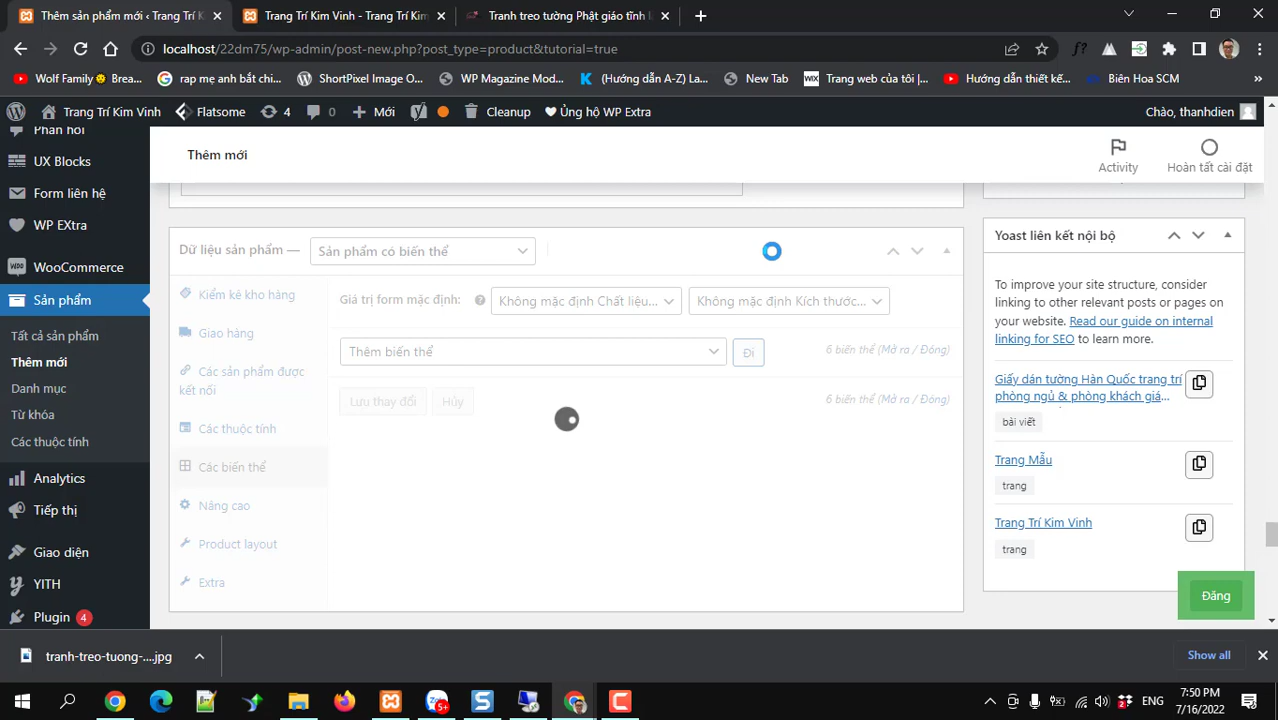 Thêm sản phẩm mới ‹ Trang Trí K
Trang Trí Kim Vinh - Trang Trí Kim
Tranh treo tường Phật giáo tĩnh l
localhost/22dm75/wp-admin/post-new.php?post_type=product&tutorial=true
Wolf Family Brea...
rap mẹ anh bắt chi...
ShortPixel Image O...
WP Magazine Mod...
(Hướng dẫn A-Z) La...
New Tab
WIX
Trang web của tôi |...
Hướng dẫn thiết kế...
Biên Hoa SCM
»
Trang Trí Kim Vinh
Flatsome
4
0
Mới
Cleanup
Ủng hộ WP Extra
Chào, thanhdien
Phản hồi
UX Blocks
Form liên hệ
WP EXtra
WooCommerce
Sản phẩm
Tất cả sản phẩm
Thêm mới
Danh mục
Từ khóa
Các thuộc tính
Analytics
Tiếp thị
Giao diện
YITH
Plugin 4
Thêm mới
Activity
Hoàn tất cài đặt
Dữ liệu sản phẩm —
Sản phẩm có biến thể
Kiểm kê kho hàng
Giao hàng
Các sản phẩm được
kết nối
Các thuộc tính
Các biến thể
Nâng cao
Product layout
Extra
Giá trị form mặc định:
Không mặc định Chất liệu...
Không mặc định Kích thước...
Thêm biến thể
Đi
6 biến thể (Mở ra / Đóng)
Lưu thay đổi
Hủy
6 biến thể (Mở ra / Đóng)
Yoast liên kết nội bộ
To improve your site structure, consider
linking to other relevant posts or pages on
your website. Read our guide on internal
linking for SEO to learn more.
Giấy dán tường Hàn Quốc trang trí
phòng ngủ & phòng khách giá...
bài viết
Trang Mẫu
trang
Trang Trí Kim Vinh
trang
Đăng
tranh-treo-tuong-....jpg
Show all
5+
2
ENG
7:50 PM
7/16/2022